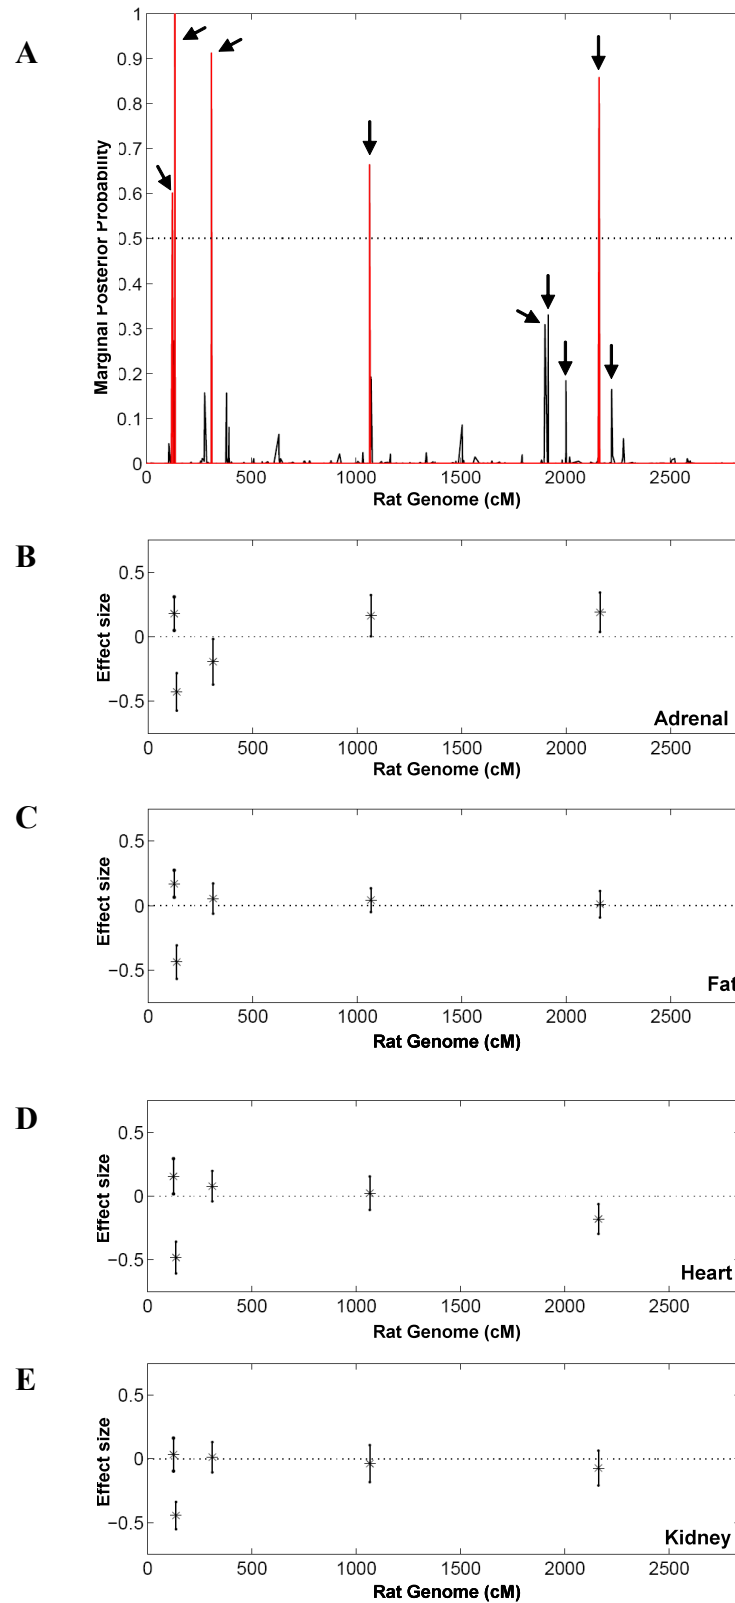 A
Marginal Posterior Probability
1
0.9
0.8
0.7
0.6
0.5
0.4
0.3
0.2
0.1
0
0 500 1000 1500 2000 2500
Rat Genome (cM)
B
Effect size
0.5
0
−0.5
Adrenal
0 500 1000 1500 2000 2500
Rat Genome (cM)
C
Effect size
0.5
0
−0.5
Fat
0 500 1000 1500 2000 2500
Rat Genome (cM)
D
Effect size
0.5
0
−0.5
Heart
0 500 1000 1500 2000 2500
Rat Genome (cM)
E
Effect size
0.5
0
−0.5
Kidney
0 500 1000 1500 2000 2500
Rat Genome (cM)